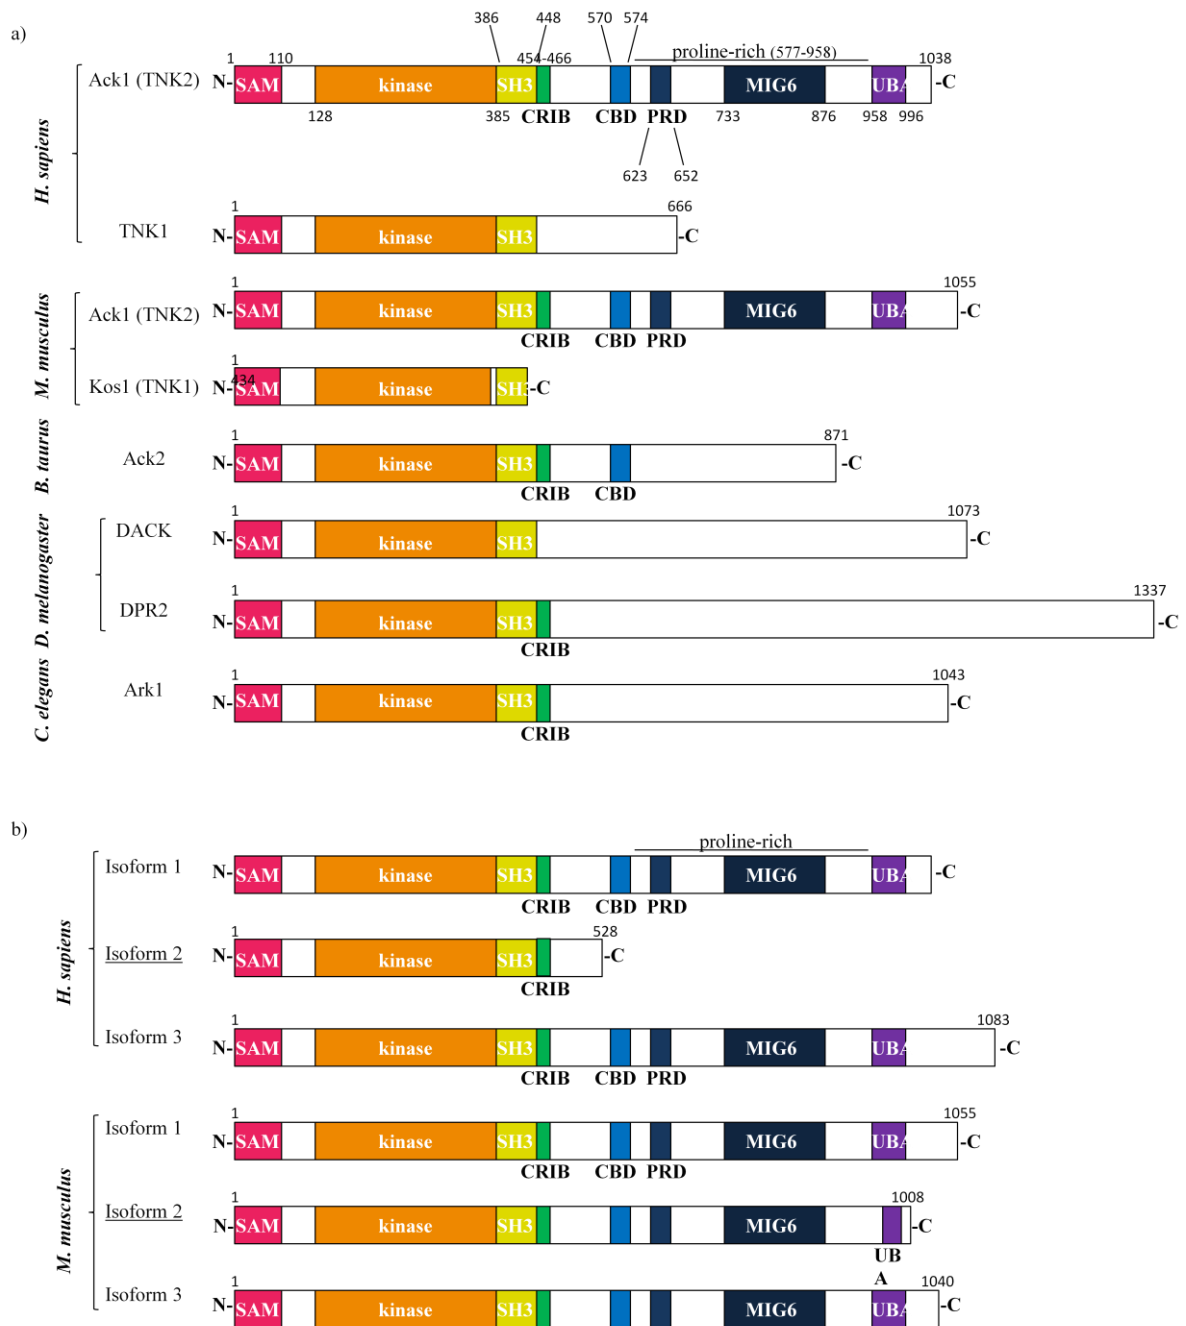 a)
386 448 570 574
1 110 454-466 proline-rich (577-958) 1038
Ack1 (TNK2) N- SAM kinase SH3 MIG6 UBA -C
128 385 CRIB CBD PRD 733 876 958 996
623 652
H. sapiens
1 666
TNK1 N- SAM kinase SH3 -C
1 1055
Ack1 (TNK2) N- SAM kinase SH3 MIG6 UBA -C
CRIB CBD PRD
M. musculus
1
434
Kos1 (TNK1) N- SAM kinase SH3 -C
B. taurus
1 871
Ack2 N- SAM kinase SH3 -C
CRIB CBD
D. melanogaster
1 1073
DACK N- SAM kinase SH3 -C
1 1337
DPR2 N- SAM kinase SH3 -C
CRIB
C. elegans
1 1043
Ark1 N- SAM kinase SH3 -C
CRIB
b)
proline-rich
Isoform 1 N- SAM kinase SH3 MIG6 UBA -C
CRIB CBD PRD
H. sapiens
1 528
Isoform 2 N- SAM kinase SH3 -C
CRIB
1 1083
Isoform 3 N- SAM kinase SH3 MIG6 UBA -C
CRIB CBD PRD
1 1055
Isoform 1 N- SAM kinase SH3 MIG6 UBA -C
CRIB CBD PRD
M. musculus
1 1008
Isoform 2 N- SAM kinase SH3 MIG6 -C
UB
A
1 1040
Isoform 3 N- SAM kinase SH3 MIG6 UBA -C